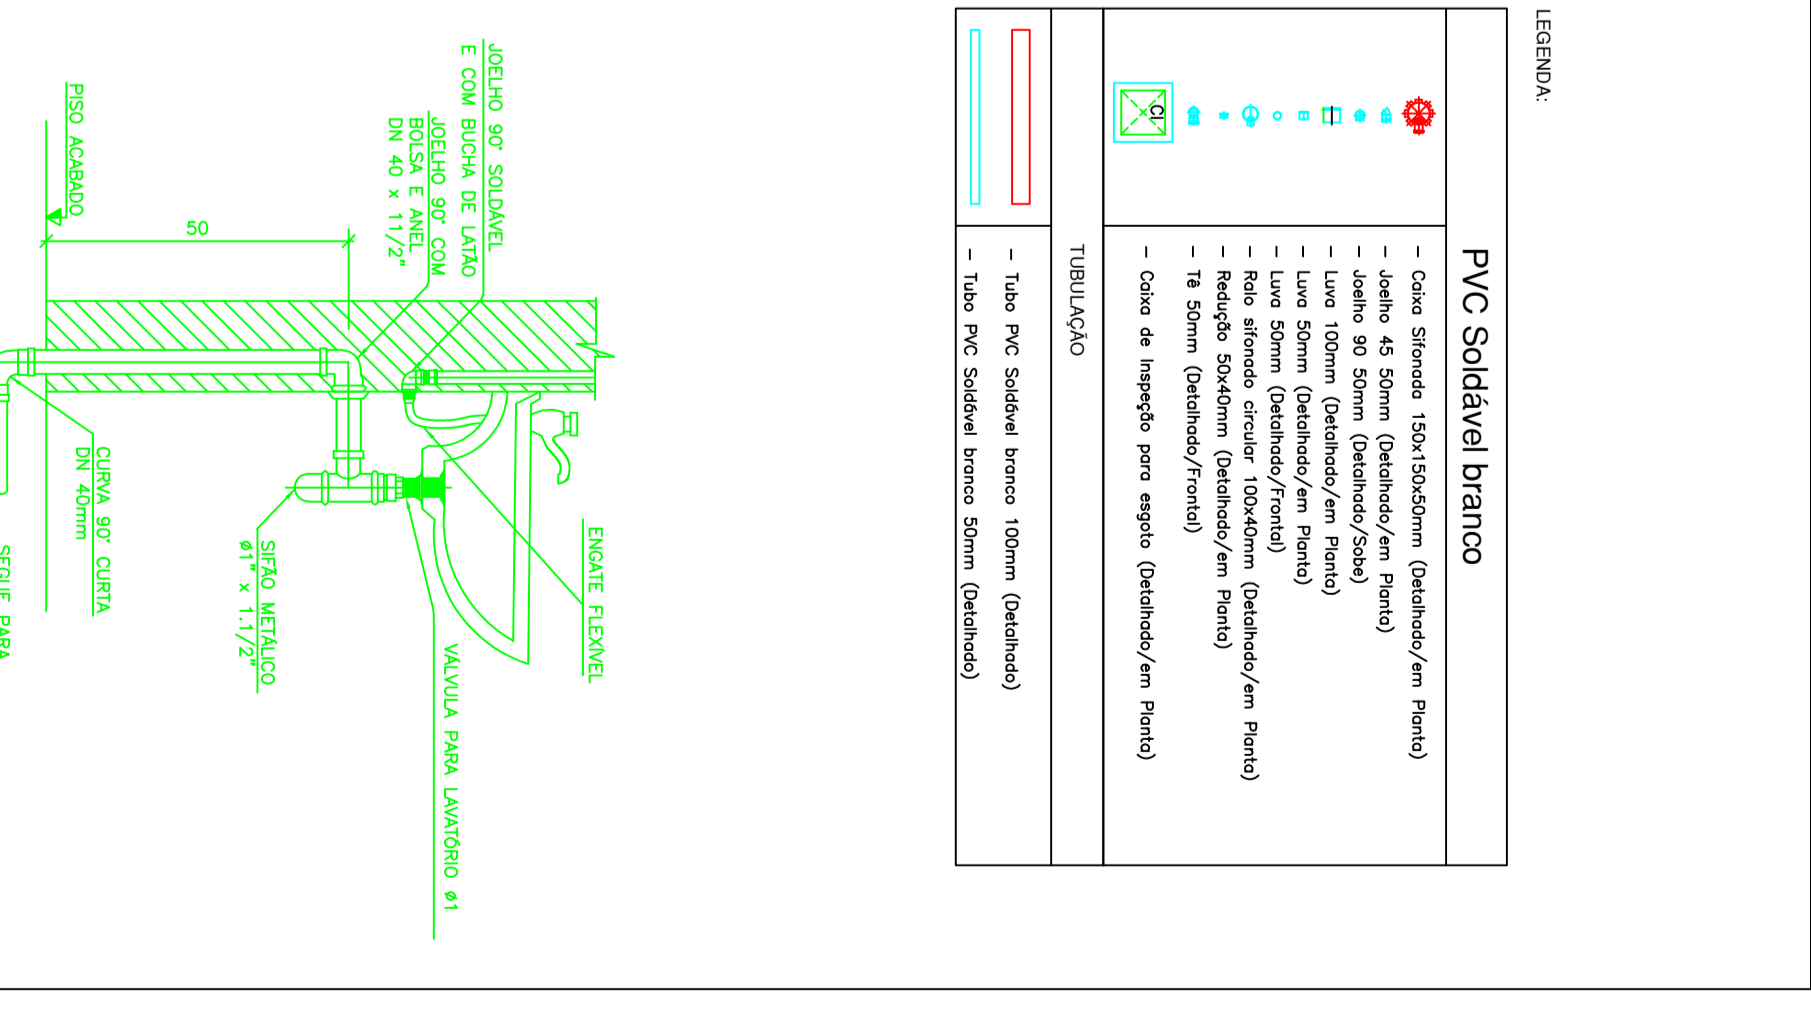 LEGENDA:
PVC Soldável branco
- Caixa Sifonada 150x150x50mm (Detalhado/em Planta)
- Joelho 45 50mm (Detalhado/em Planta)
- Joelho 90 50mm (Detalhado/Sobe)
- Luva 100mm (Detalhado/em Planta)
- Luva 50mm (Detalhado/em Planta)
- Luva 50mm (Detalhado/Frontal)
- Ralo sifonado circular 100x40mm (Detalhado/em Planta)
- Redução 50x40mm (Detalhado/em Planta)
- Tê 50mm (Detalhado/Frontal)
CI
- Caixa de Inspeção para esgoto (Detalhado/em Planta)
TUBULAÇÃO
- Tubo PVC Soldável branco 100mm (Detalhado)
- Tubo PVC Soldável branco 50mm (Detalhado)
ENGATE FLEXÍVEL
JOELHO 90° SOLDÁVEL
E COM BUCHA DE LATÃO
JOELHO 90° COM
BOLSA E ANEL
DN 40 x 11/2"
VÁLVULA PARA LAVATÓRIO ø1
SIFÃO METÁLICO
ø1" x 1.1/2"
50
CURVA 90° CURTA
DN 40mm
PISO ACABADO
SEGUE PARA